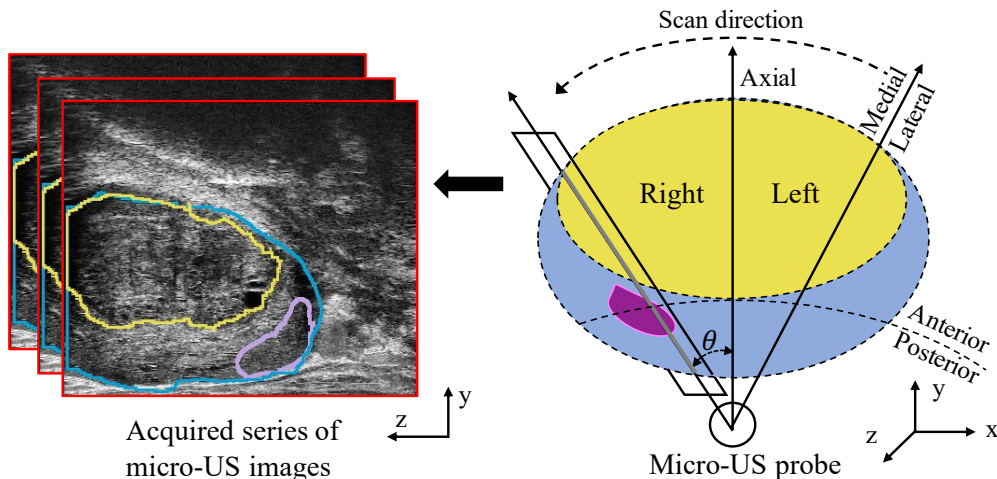 Scan direction
Axial
Medial
Lateral
Right
Left
θ
Anterior
Posterior
y
z
y
x
z
Acquired series of
micro-US images
Micro-US probe